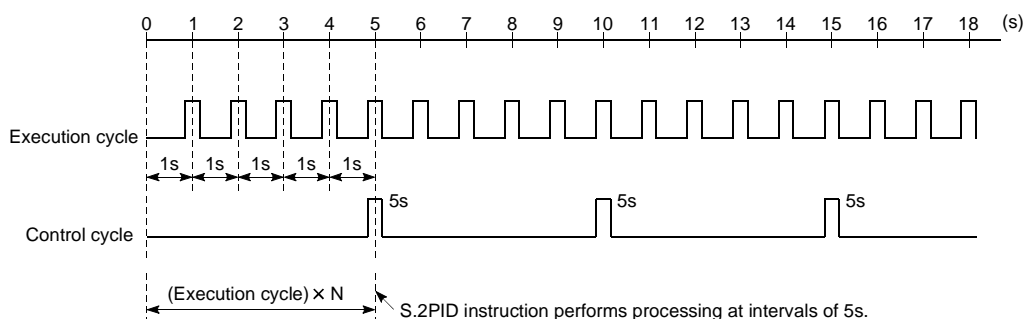 0 1 2 3 4 5 6 7 8 9 10 11 12 13 14 15 16 17 18 (s)
Execution cycle
1s 1s 1s 1s 1s
5s 5s 5s
Control cycle
(Execution cycle) × N
S.2PID instruction performs processing at intervals of 5s.